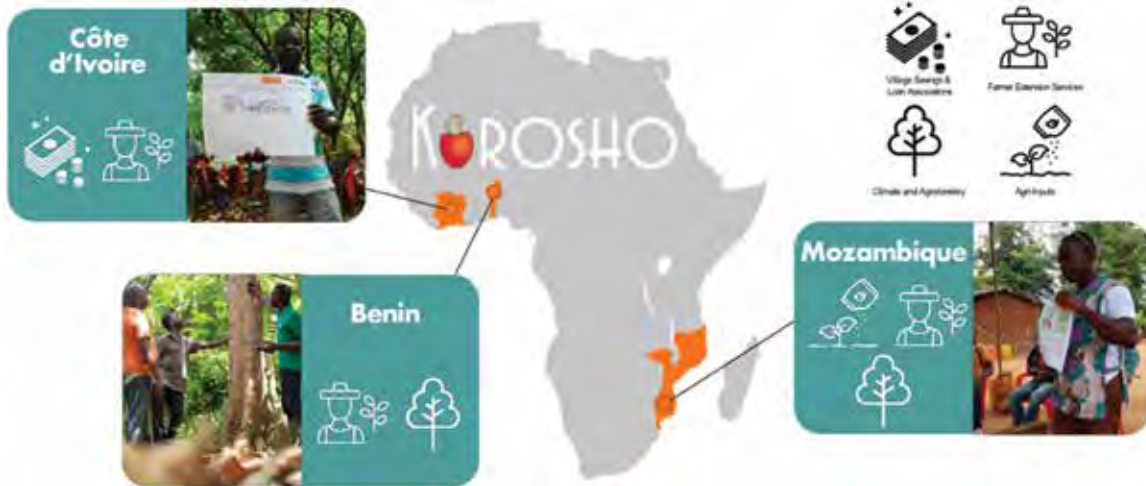 Côte
d'Ivoire
KOROSHO
Village Savings &
Loan Associations
Farmer Extension Services
Climate and Agroforestry
Agri-Inputs
Benin
Mozambique